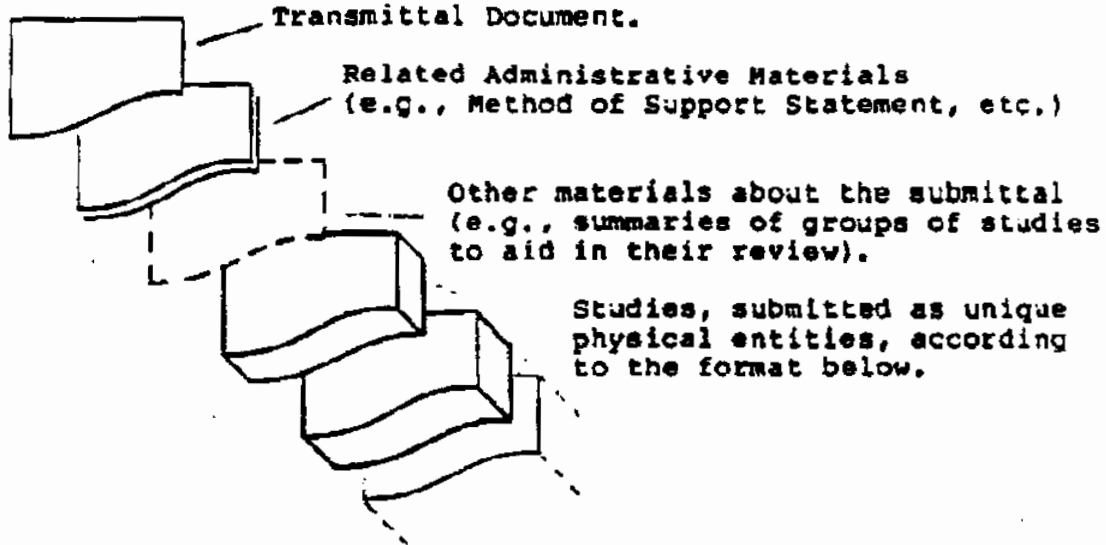 Transmittal Document.
Related Administrative Materials
(e.g., Method of Support Statement, etc.)
Other materials about the submittal
(e.g., summaries of groups of studies
to aid in their review).
Studies, submitted as unique
physical entities, according
to the format below.